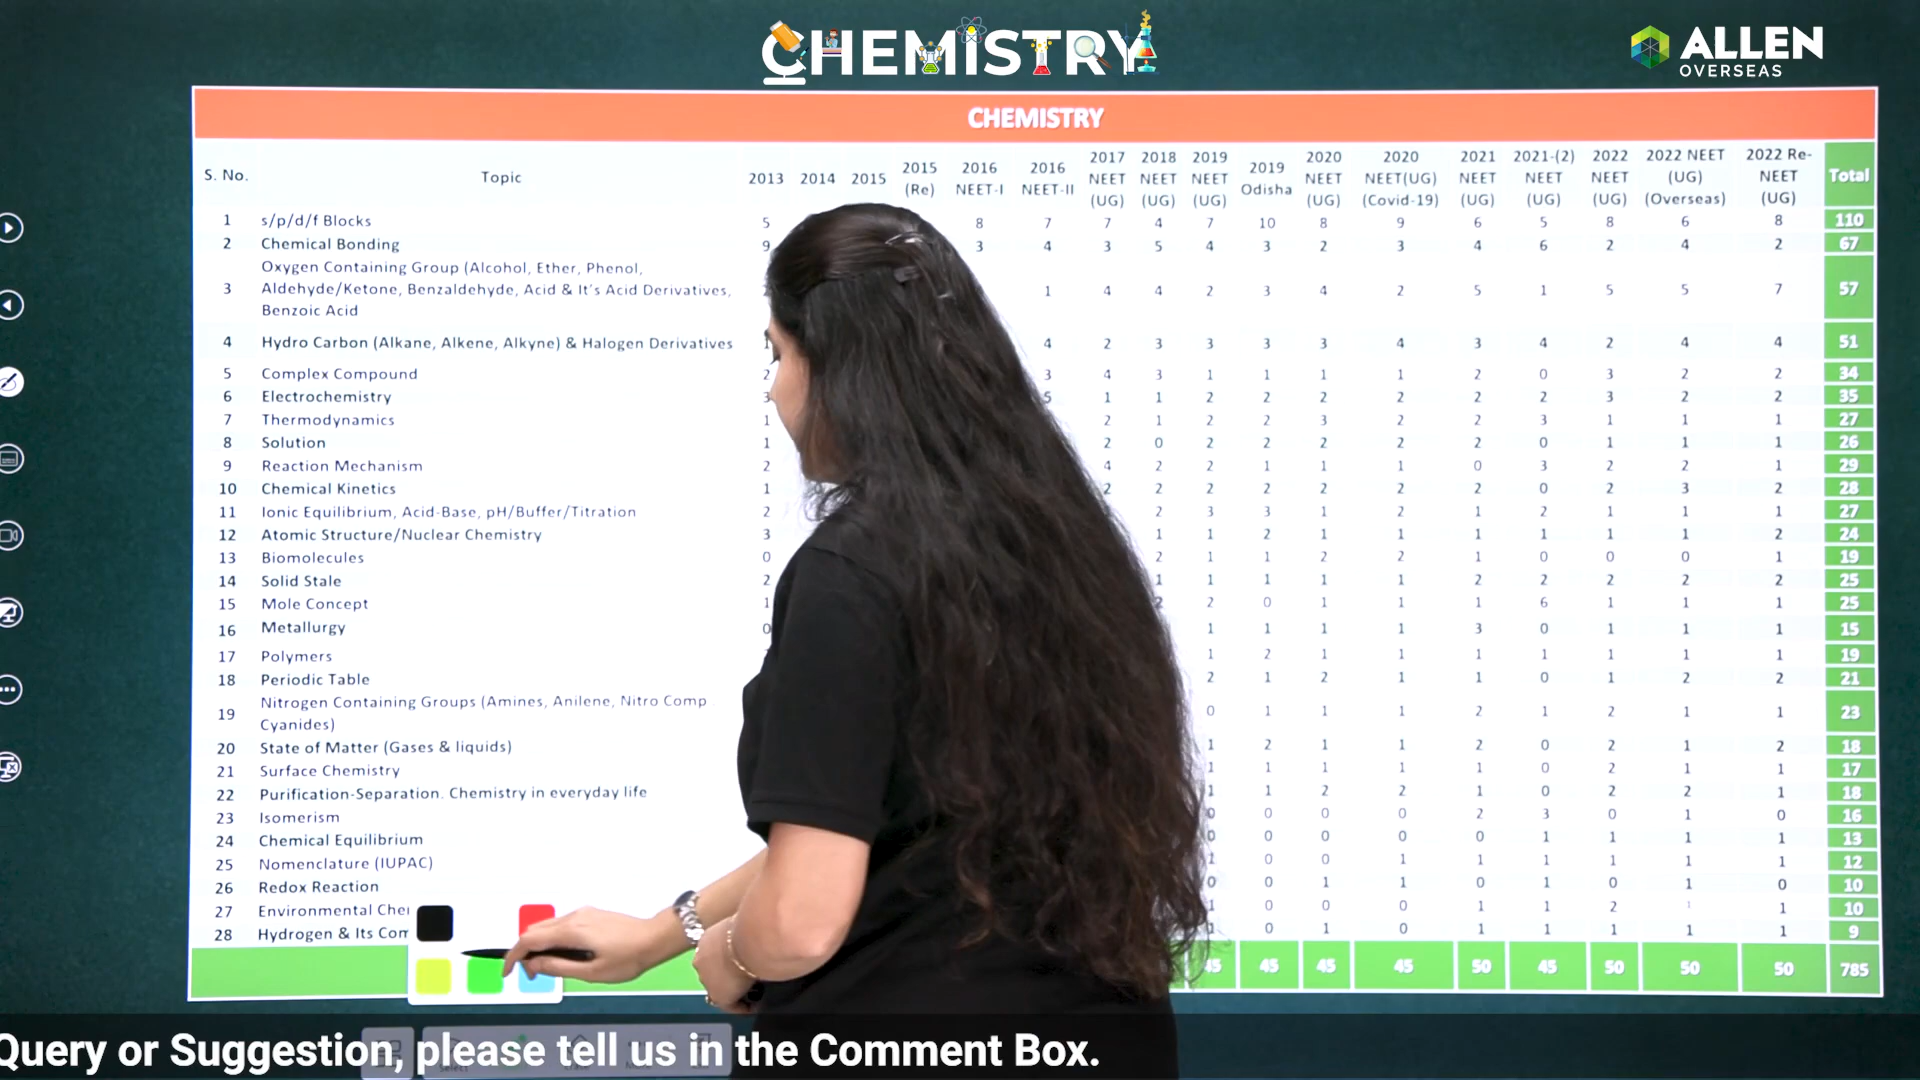 CHEMISTRY
ALLEN
OVERSEAS
CHEMISTRY
S. No. Topic 2013 2014 2015 2015 (Re) 2016 NEET-I 2016 NEET-II 2017 NEET (UG) 2018 NEET (UG) 2019 NEET (UG) 2019 Odisha 2020 NEET (UG) 2020 NEET(UG) (Covid-19) 2021 NEET (UG) 2021-(2) NEET (UG) 2022 NEET (UG) 2022 NEET (UG) (Overseas) 2022 Re-NEET (UG) Total
1 s/p/d/f Blocks 5 8 7 7 4 7 10 8 9 6 5 8 6 8 110
2 Chemical Bonding 9 3 4 3 5 4 3 2 3 4 6 2 4 2 67
Oxygen Containing Group (Alcohol, Ether, Phenol,
3 Aldehyde/Ketone, Benzaldehyde, Acid & It's Acid Derivatives, 1 4 4 2 3 4 2 5 1 5 5 7 57
Benzoic Acid
4 Hydro Carbon (Alkane, Alkene, Alkyne) & Halogen Derivatives 1 4 2 3 3 3 3 4 3 4 2 4 4 51
5 Complex Compound 2 3 4 3 1 1 1 1 2 0 3 2 2 34
6 Electrochemistry 3 5 1 1 2 2 2 2 2 2 3 2 2 35
7 Thermodynamics 1 2 1 2 2 3 2 2 3 1 1 1 27
8 Solution 1 2 0 2 2 2 2 2 0 1 1 1 26
9 Reaction Mechanism 2 4 2 2 1 1 1 0 3 2 2 1 29
10 Chemical Kinetics 1 2 2 2 2 2 2 2 0 2 3 2 28
11 Ionic Equilibrium, Acid-Base, pH/Buffer/Titration 2 2 3 3 1 2 1 2 1 1 1 27
12 Atomic Structure/Nuclear Chemistry 3 1 1 2 1 1 1 1 1 1 2 24
13 Biomolecules 0 2 1 1 2 2 1 0 0 0 1 19
14 Solid Stale 2 1 1 1 1 1 2 2 2 2 2 25
15 Mole Concept 1 2 2 0 1 1 1 6 1 1 1 25
16 Metallurgy 0 1 1 1 1 3 0 1 1 1 15
17 Polymers 1 2 1 1 1 1 1 1 1 19
18 Periodic Table 2 1 2 1 1 0 1 2 2 21
Nitrogen Containing Groups (Amines, Anilene, Nitro Comp
19 Cyanides) 0 1 1 1 2 1 2 1 1 23
20 State of Matter (Gases & liquids) 1 2 1 1 2 0 2 1 2 18
21 Surface Chemistry 1 1 1 1 1 0 2 1 1 17
22 Purification-Separation. Chemistry in everyday life 1 1 2 2 1 0 2 2 1 18
23 Isomerism 0 0 0 0 2 3 0 1 0 16
24 Chemical Equilibrium 0 0 0 0 0 1 1 1 1 13
25 Nomenclature (IUPAC) 1 0 0 1 1 1 1 1 1 12
26 Redox Reaction 0 0 1 1 0 1 0 1 0 10
27 Environmental Che 1 0 0 0 1 1 2 1 1 10
28 Hydrogen & Its Com 1 0 1 0 1 1 1 1 1 9
45 45 45 45 50 45 50 50 50 785
Query or Suggestion, please tell us in the Comment Box.